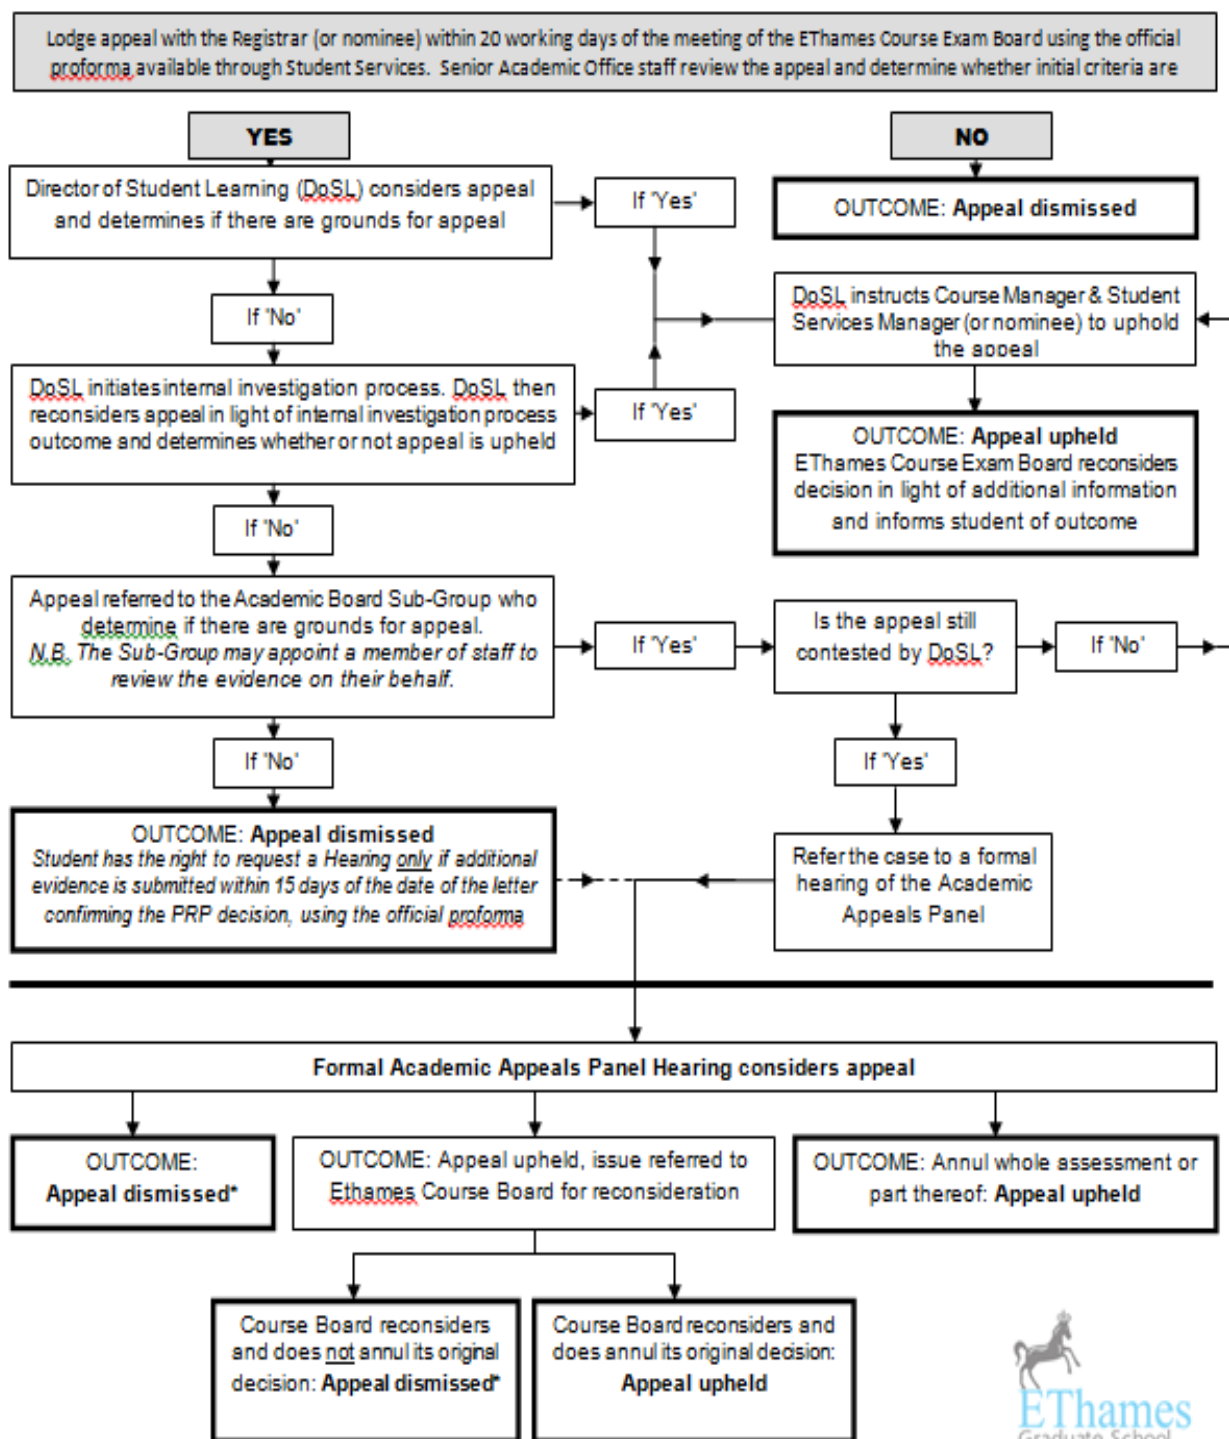 Lodge appeal with the Registrar (or nominee) within 20 working days of the meeting of the EThames Course Exam Board using the official
proforma available through Student Services. Senior Academic Office staff review the appeal and determine whether initial criteria are
YES
NO
Director of Student Learning (DoSL) considers appeal
and determines if there are grounds for appeal
If 'Yes'
OUTCOME: Appeal dismissed
If 'No'
DoSL instructs Course Manager & Student
Services Manager (or nominee) to uphold
the appeal
DoSL initiates internal investigation process. DoSL then
reconsiders appeal in light of internal investigation process
outcome and determines whether or not appeal is upheld
If 'Yes'
OUTCOME: Appeal upheld
EThames Course Exam Board reconsiders
decision in light of additional information
and informs student of outcome
If 'No'
Appeal referred to the Academic Board Sub-Group who
determine if there are grounds for appeal.
N.B. The Sub-Group may appoint a member of staff to
review the evidence on their behalf.
If 'Yes'
Is the appeal still
contested by DoSL?
If 'No'
If 'No'
If 'Yes'
OUTCOME: Appeal dismissed
Student has the right to request a Hearing only if additional
evidence is submitted within 15 days of the date of the letter
confirming the PRP decision, using the official proforma
Refer the case to a formal
hearing of the Academic
Appeals Panel
Formal Academic Appeals Panel Hearing considers appeal
OUTCOME:
Appeal dismissed*
OUTCOME: Appeal upheld, issue referred to
Ethames Course Board for reconsideration
OUTCOME: Annul whole assessment or
part thereof: Appeal upheld
Course Board reconsiders
and does not annul its original
decision: Appeal dismissed*
Course Board reconsiders and
does annul its original decision:
Appeal upheld
EThames
Graduate School